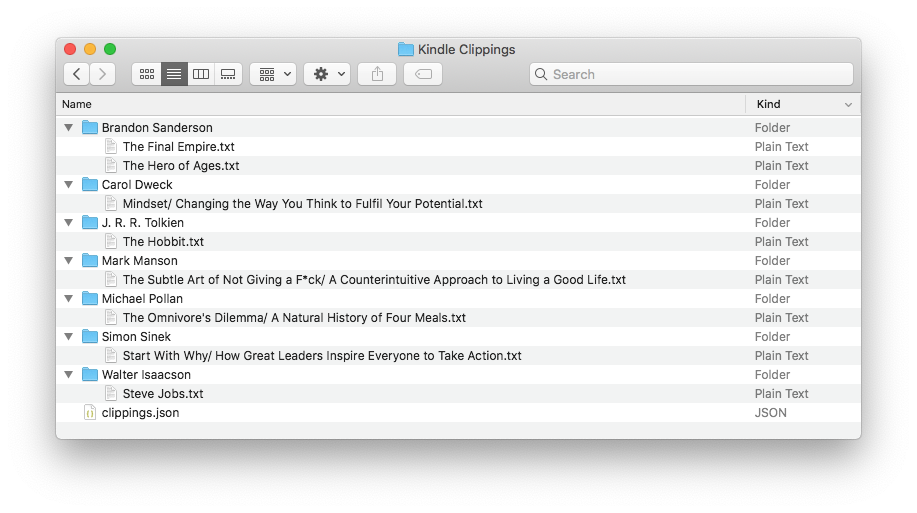 Kindle Clippings
Search
Name Kind
Brandon Sanderson Folder
The Final Empire.txt Plain Text
The Hero of Ages.txt Plain Text
Carol Dweck Folder
Mindset/ Changing the Way You Think to Fulfil Your Potential.txt Plain Text
J. R. R. Tolkien Folder
The Hobbit.txt Plain Text
Mark Manson Folder
The Subtle Art of Not Giving a F*ck/ A Counterintuitive Approach to Living a Good Life.txt Plain Text
Michael Pollan Folder
The Omnivore's Dilemma/ A Natural History of Four Meals.txt Plain Text
Simon Sinek Folder
Start With Why/ How Great Leaders Inspire Everyone to Take Action.txt Plain Text
Walter Isaacson Folder
Steve Jobs.txt Plain Text
clippings.json JSON